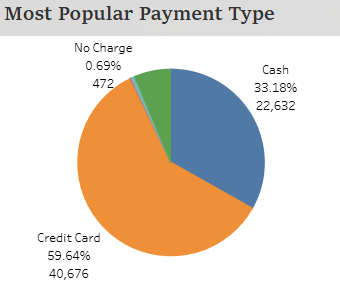 Most Popular Payment Type
No Charge
0.69%
472
Cash
33.18%
22,632
Credit Card
59.64%
40,676